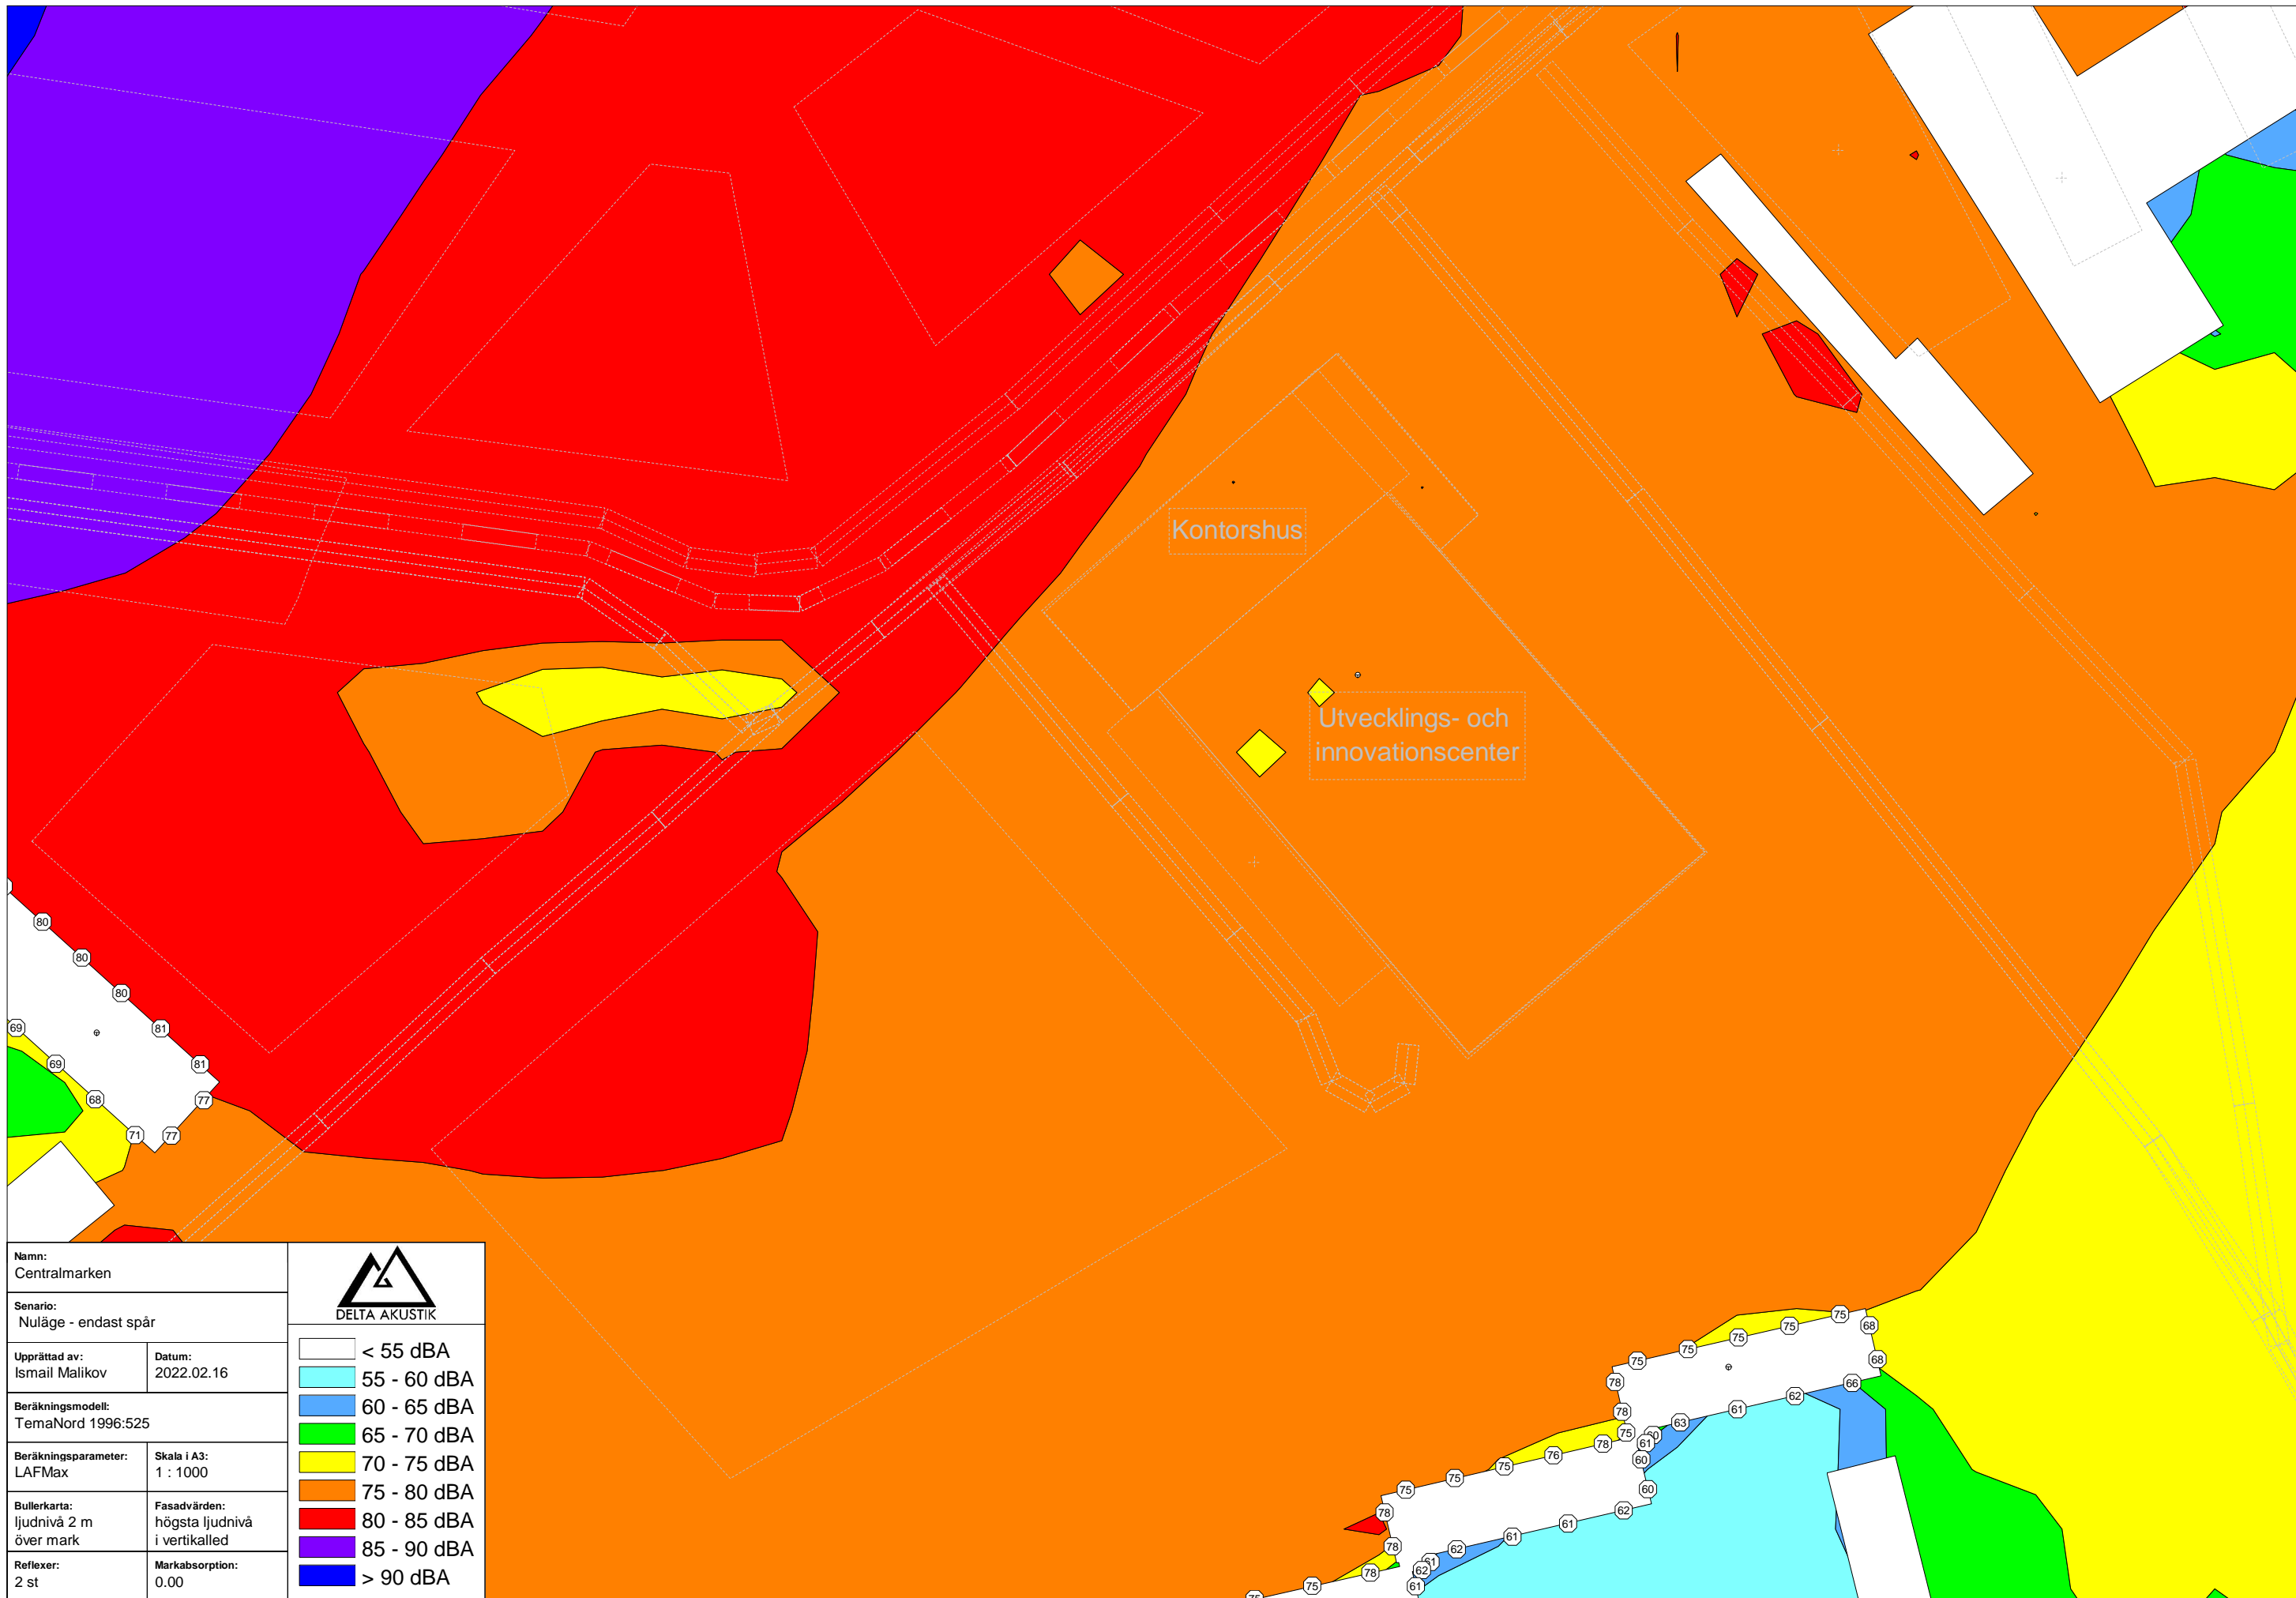 Kontorshus
Utvecklings- och
innovationscenter
80
80
80
81
81
77
77
71
68
69
69
75
75
75
75
75
68
68
66
62
61
63
60
61
60
60
62
61
61
62
61
62
61
78
78
75
78
76
75
75
75
78
78
78
75
75
Namn:
Centralmarken
Senario:
Nuläge - endast spår
Upprättad av:
Ismail Malikov
Datum:
2022.02.16
Beräkningsmodell:
TemaNord 1996:525
Beräkningsparameter:
LAFMax
Skala i A3:
1 : 1000
Bullerkarta:
ljudnivå 2 m
över mark
Fasadvärden:
högsta ljudnivå
i vertikalled
Reflexer:
2 st
Markabsorption:
0.00
DELTA AKUSTIK
< 55 dBA
55 - 60 dBA
60 - 65 dBA
65 - 70 dBA
70 - 75 dBA
75 - 80 dBA
80 - 85 dBA
85 - 90 dBA
> 90 dBA